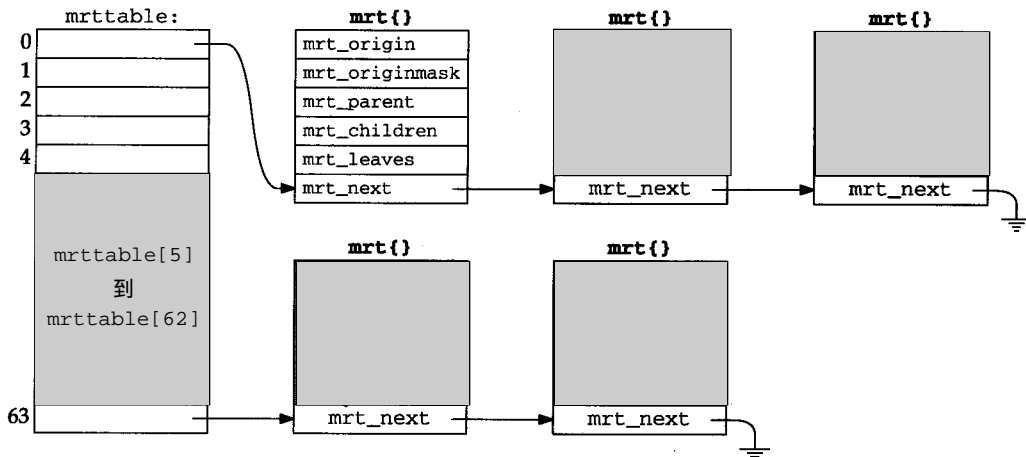 mrttable:
mrt{}
mrt{}
mrt{}
0
1
2
3
4
mrt_origin
mrt_originmask
mrt_parent
mrt_children
mrt_leaves
mrt_next
mrt_next
mrt_next
mrttable[5]
到
mrttable[62]
63
mrt{}
mrt{}
mrt_next
mrt_next